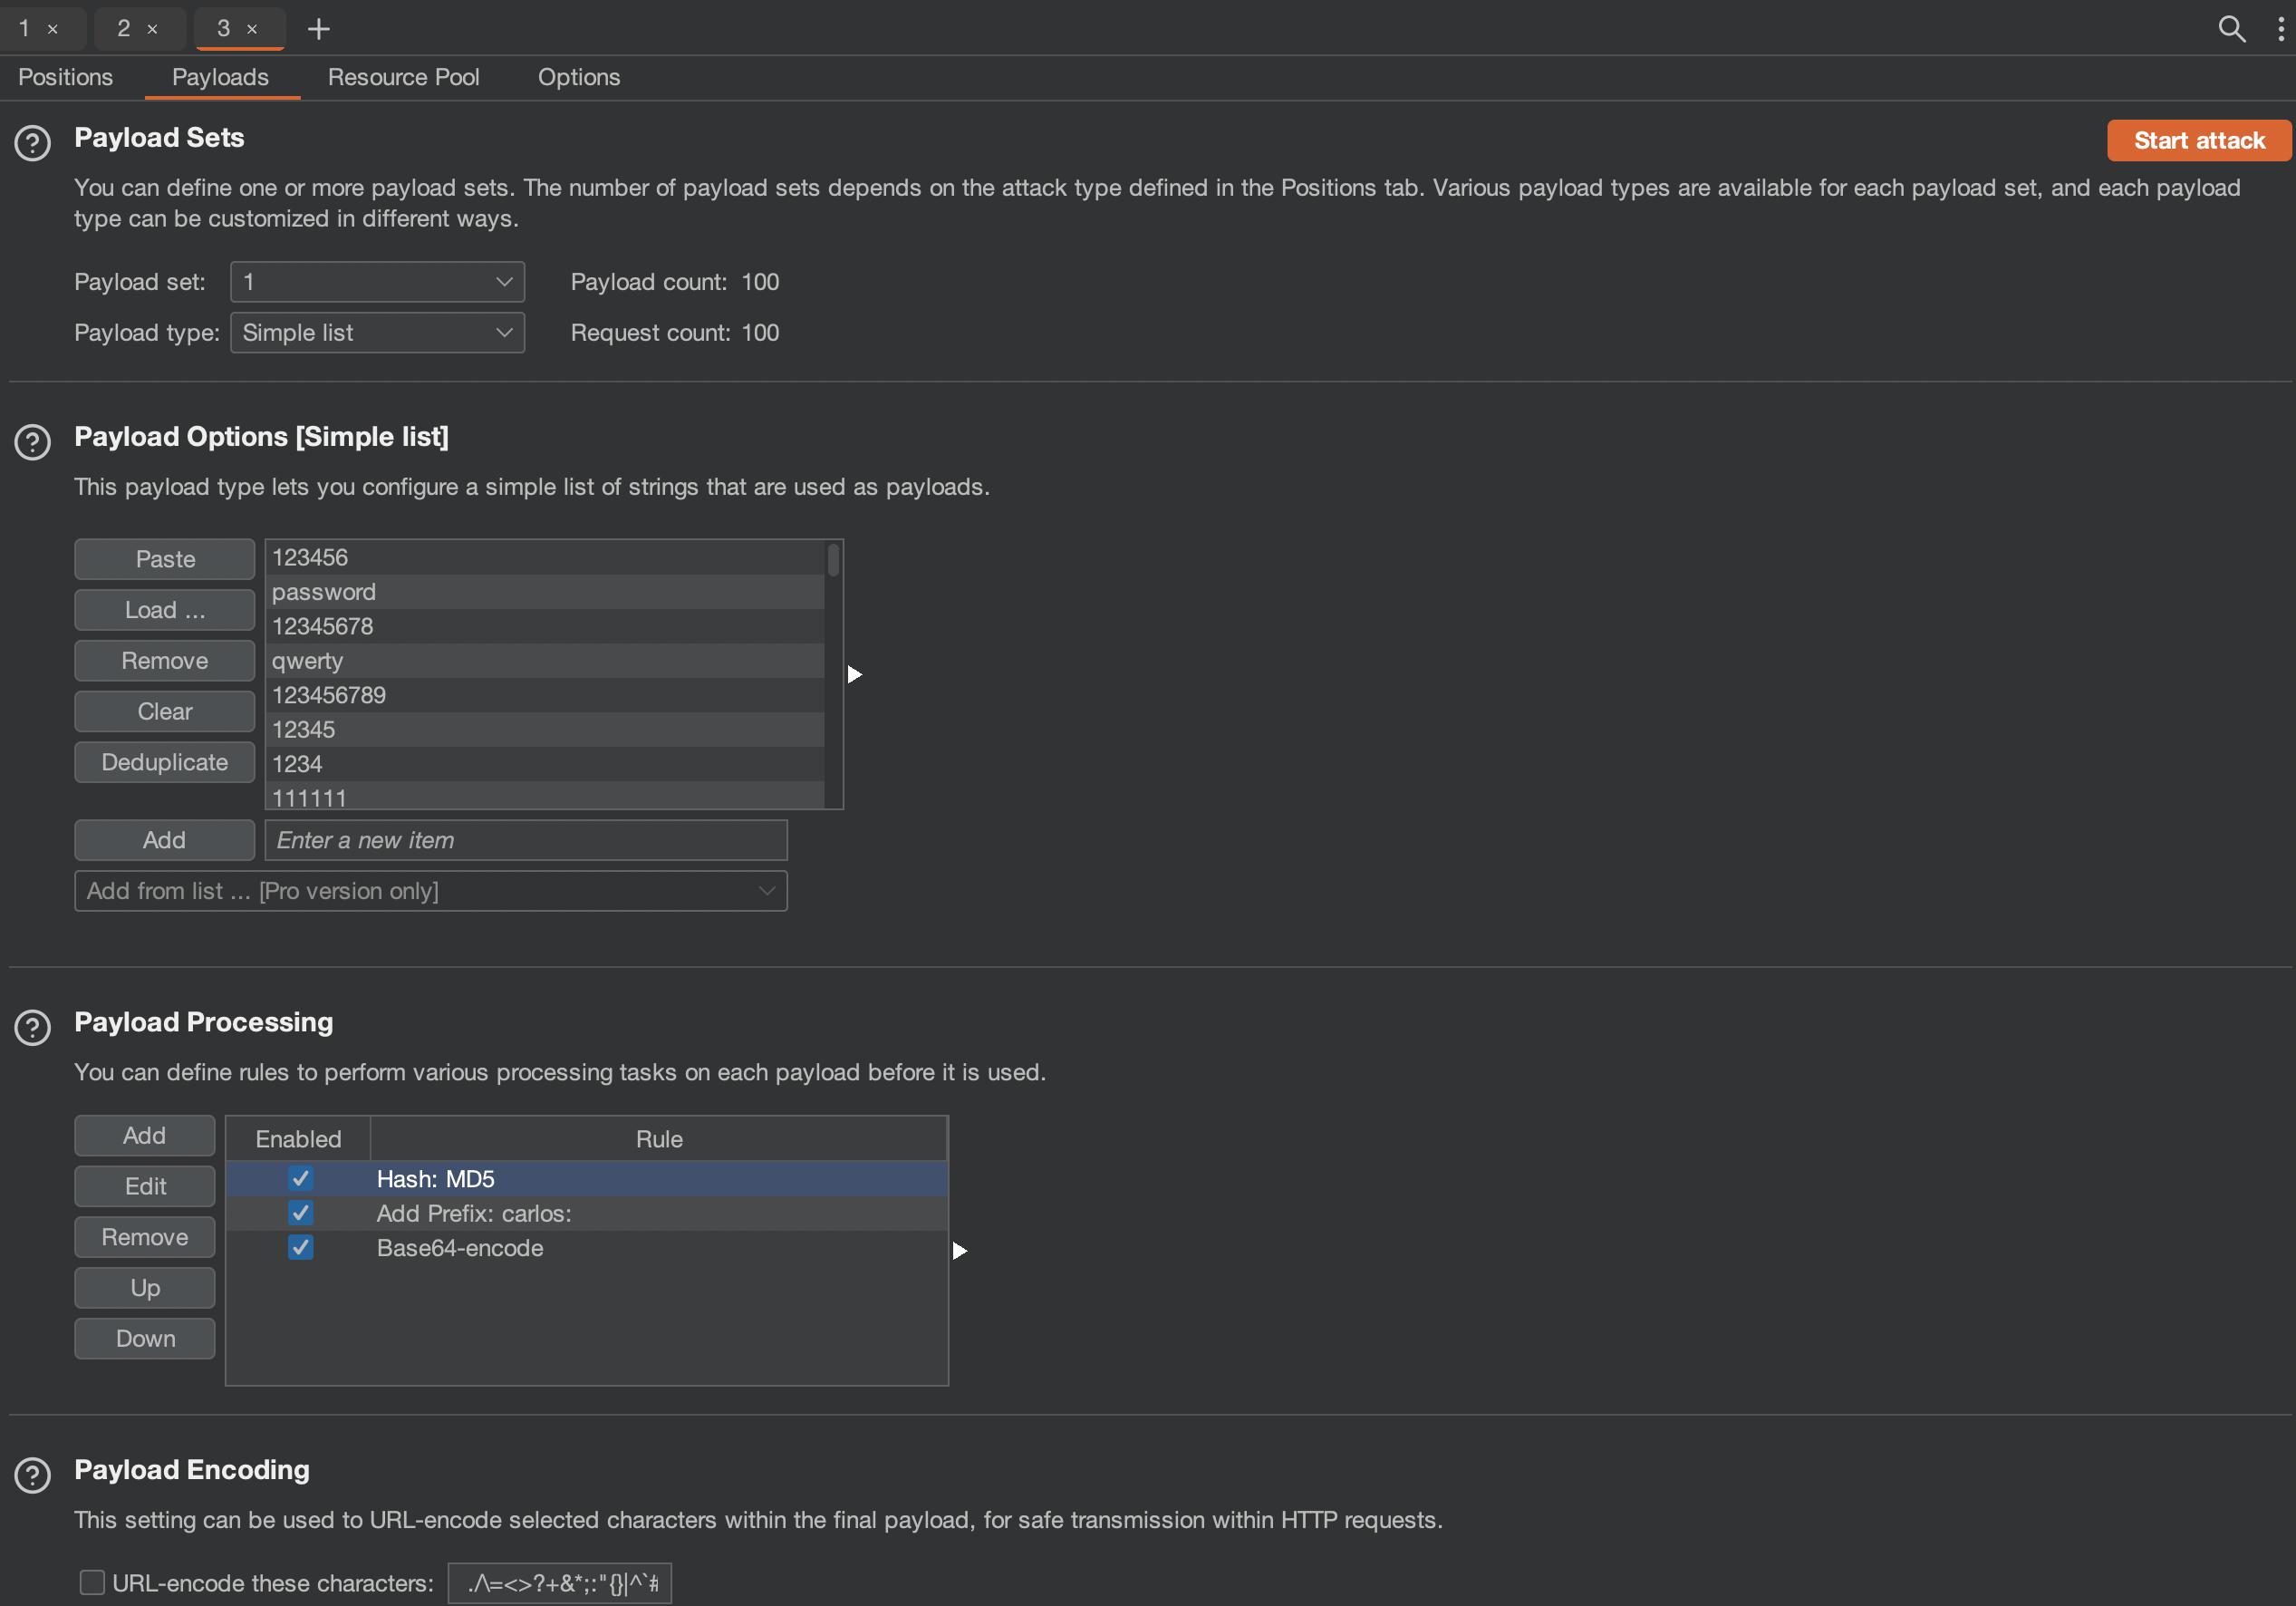 1 × 2 × 3 × +
Positions Payloads Resource Pool Options
Payload Sets
Start attack
You can define one or more payload sets. The number of payload sets depends on the attack type defined in the Positions tab. Various payload types are available for each payload set, and each payload
type can be customized in different ways.
Payload set: 1 Payload count: 100
Payload type: Simple list Request count: 100
Payload Options [Simple list]
This payload type lets you configure a simple list of strings that are used as payloads.
Paste
Load ...
Remove
Clear
Deduplicate
123456
password
12345678
qwerty
123456789
12345
1234
111111
Add Enter a new item
Add from list ... [Pro version only]
Payload Processing
You can define rules to perform various processing tasks on each payload before it is used.
Add
Edit
Remove
Up
Down
Enabled Rule
Hash: MD5
Add Prefix: carlos:
Base64-encode
Payload Encoding
This setting can be used to URL-encode selected characters within the final payload, for safe transmission within HTTP requests.
URL-encode these characters: ./\=<>?+&*;:"{}|^`#